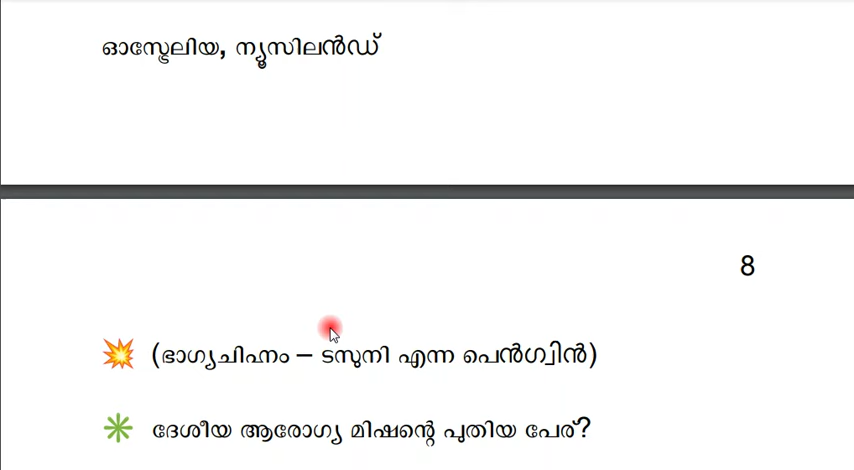 ഓസ്ട്രേലിയ, ന്യൂസിലൻഡ്
8
(ഭാഗ്യചിഹ്നം – ടസുനി എന്ന പെൻഗ്വിൻ)
ദേശീയ ആരോഗ്യ മിഷന്റെ പുതിയ പേര്?